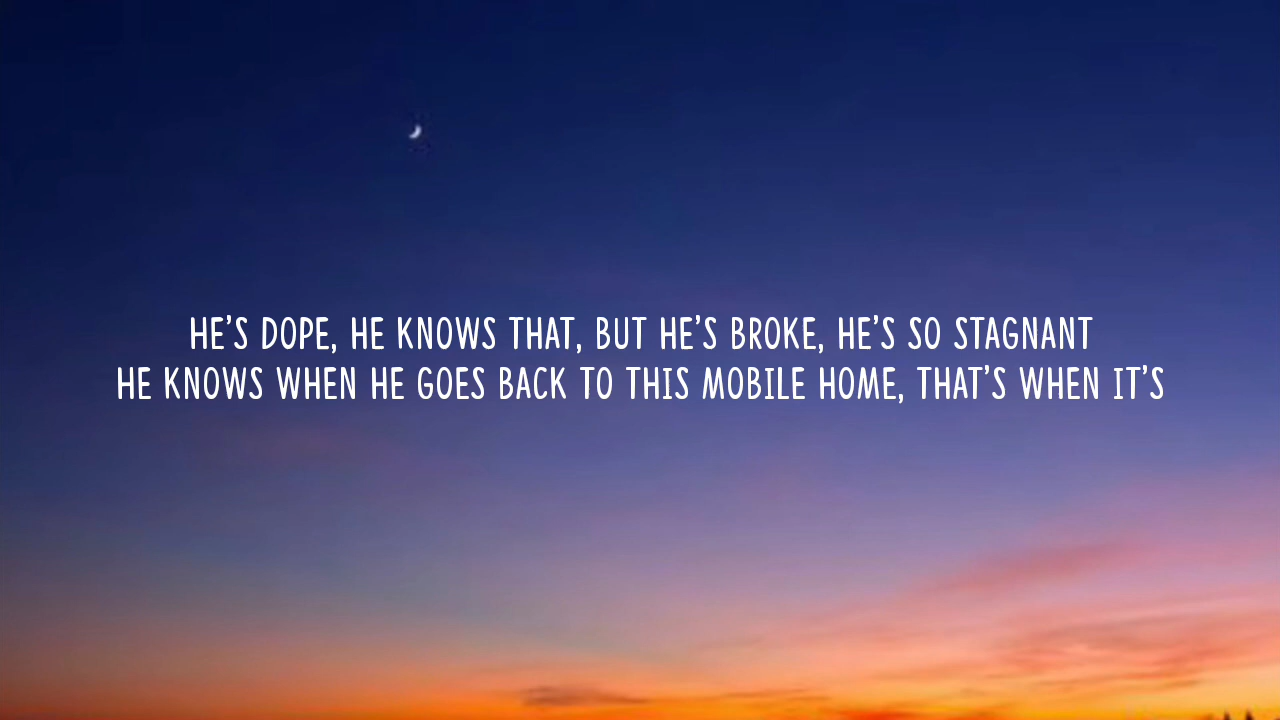 HE'S DOPE, HE KNOWS THAT, BUT HE'S BROKE, HE'S SO STAGNANT
HE KNOWS WHEN HE GOES BACK TO THIS MOBILE HOME, THAT'S WHEN IT'S